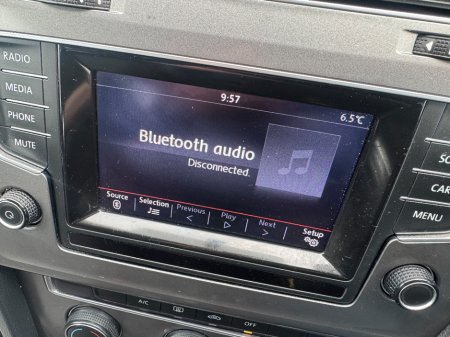 RADIO
MEDIA
PHONE
MUTE
9:57
6.5°C
Bluetooth audio
Disconnected.
Source
Selection
Previous
Play
Next
Setup
CAR
MENU
A/C
OFF